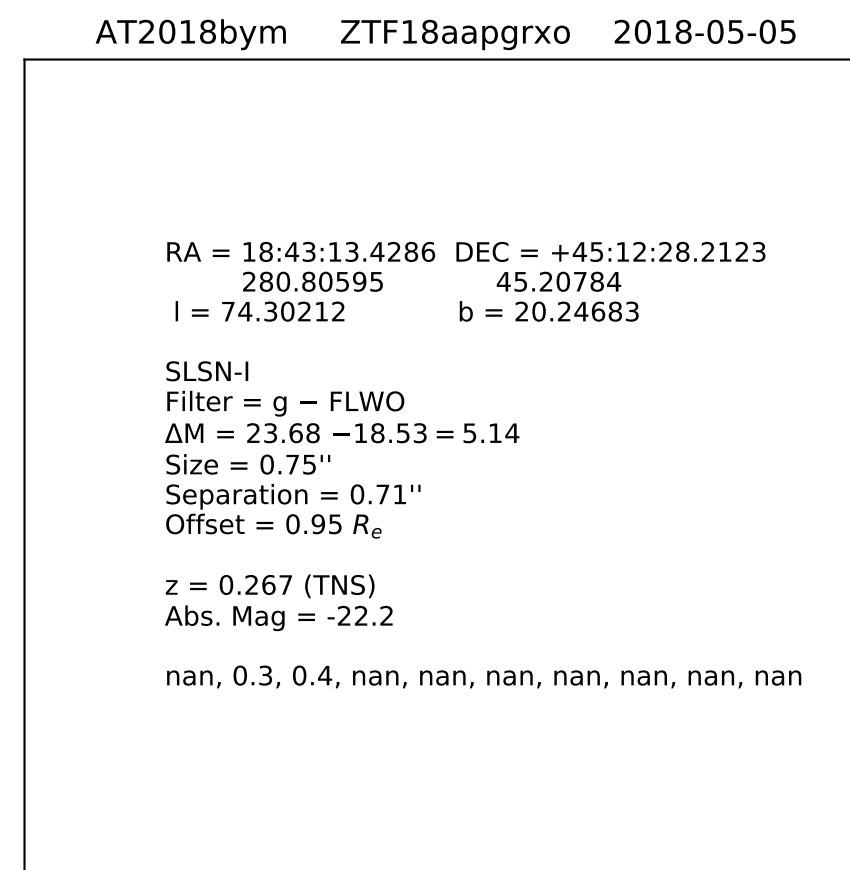 AT2018bym ZTF18aapgrxo 2018-05-05
RA = 18:43:13.4286 DEC = +45:12:28.2123
280.80595 45.20784
l = 74.30212 b = 20.24683
SLSN-I
Filter = g − FLWO
ΔM = 23.68 −18.53 = 5.14
Size = 0.75''
Separation = 0.71''
Offset = 0.95 Re
z = 0.267 (TNS)
Abs. Mag = -22.2
nan, 0.3, 0.4, nan, nan, nan, nan, nan, nan, nan